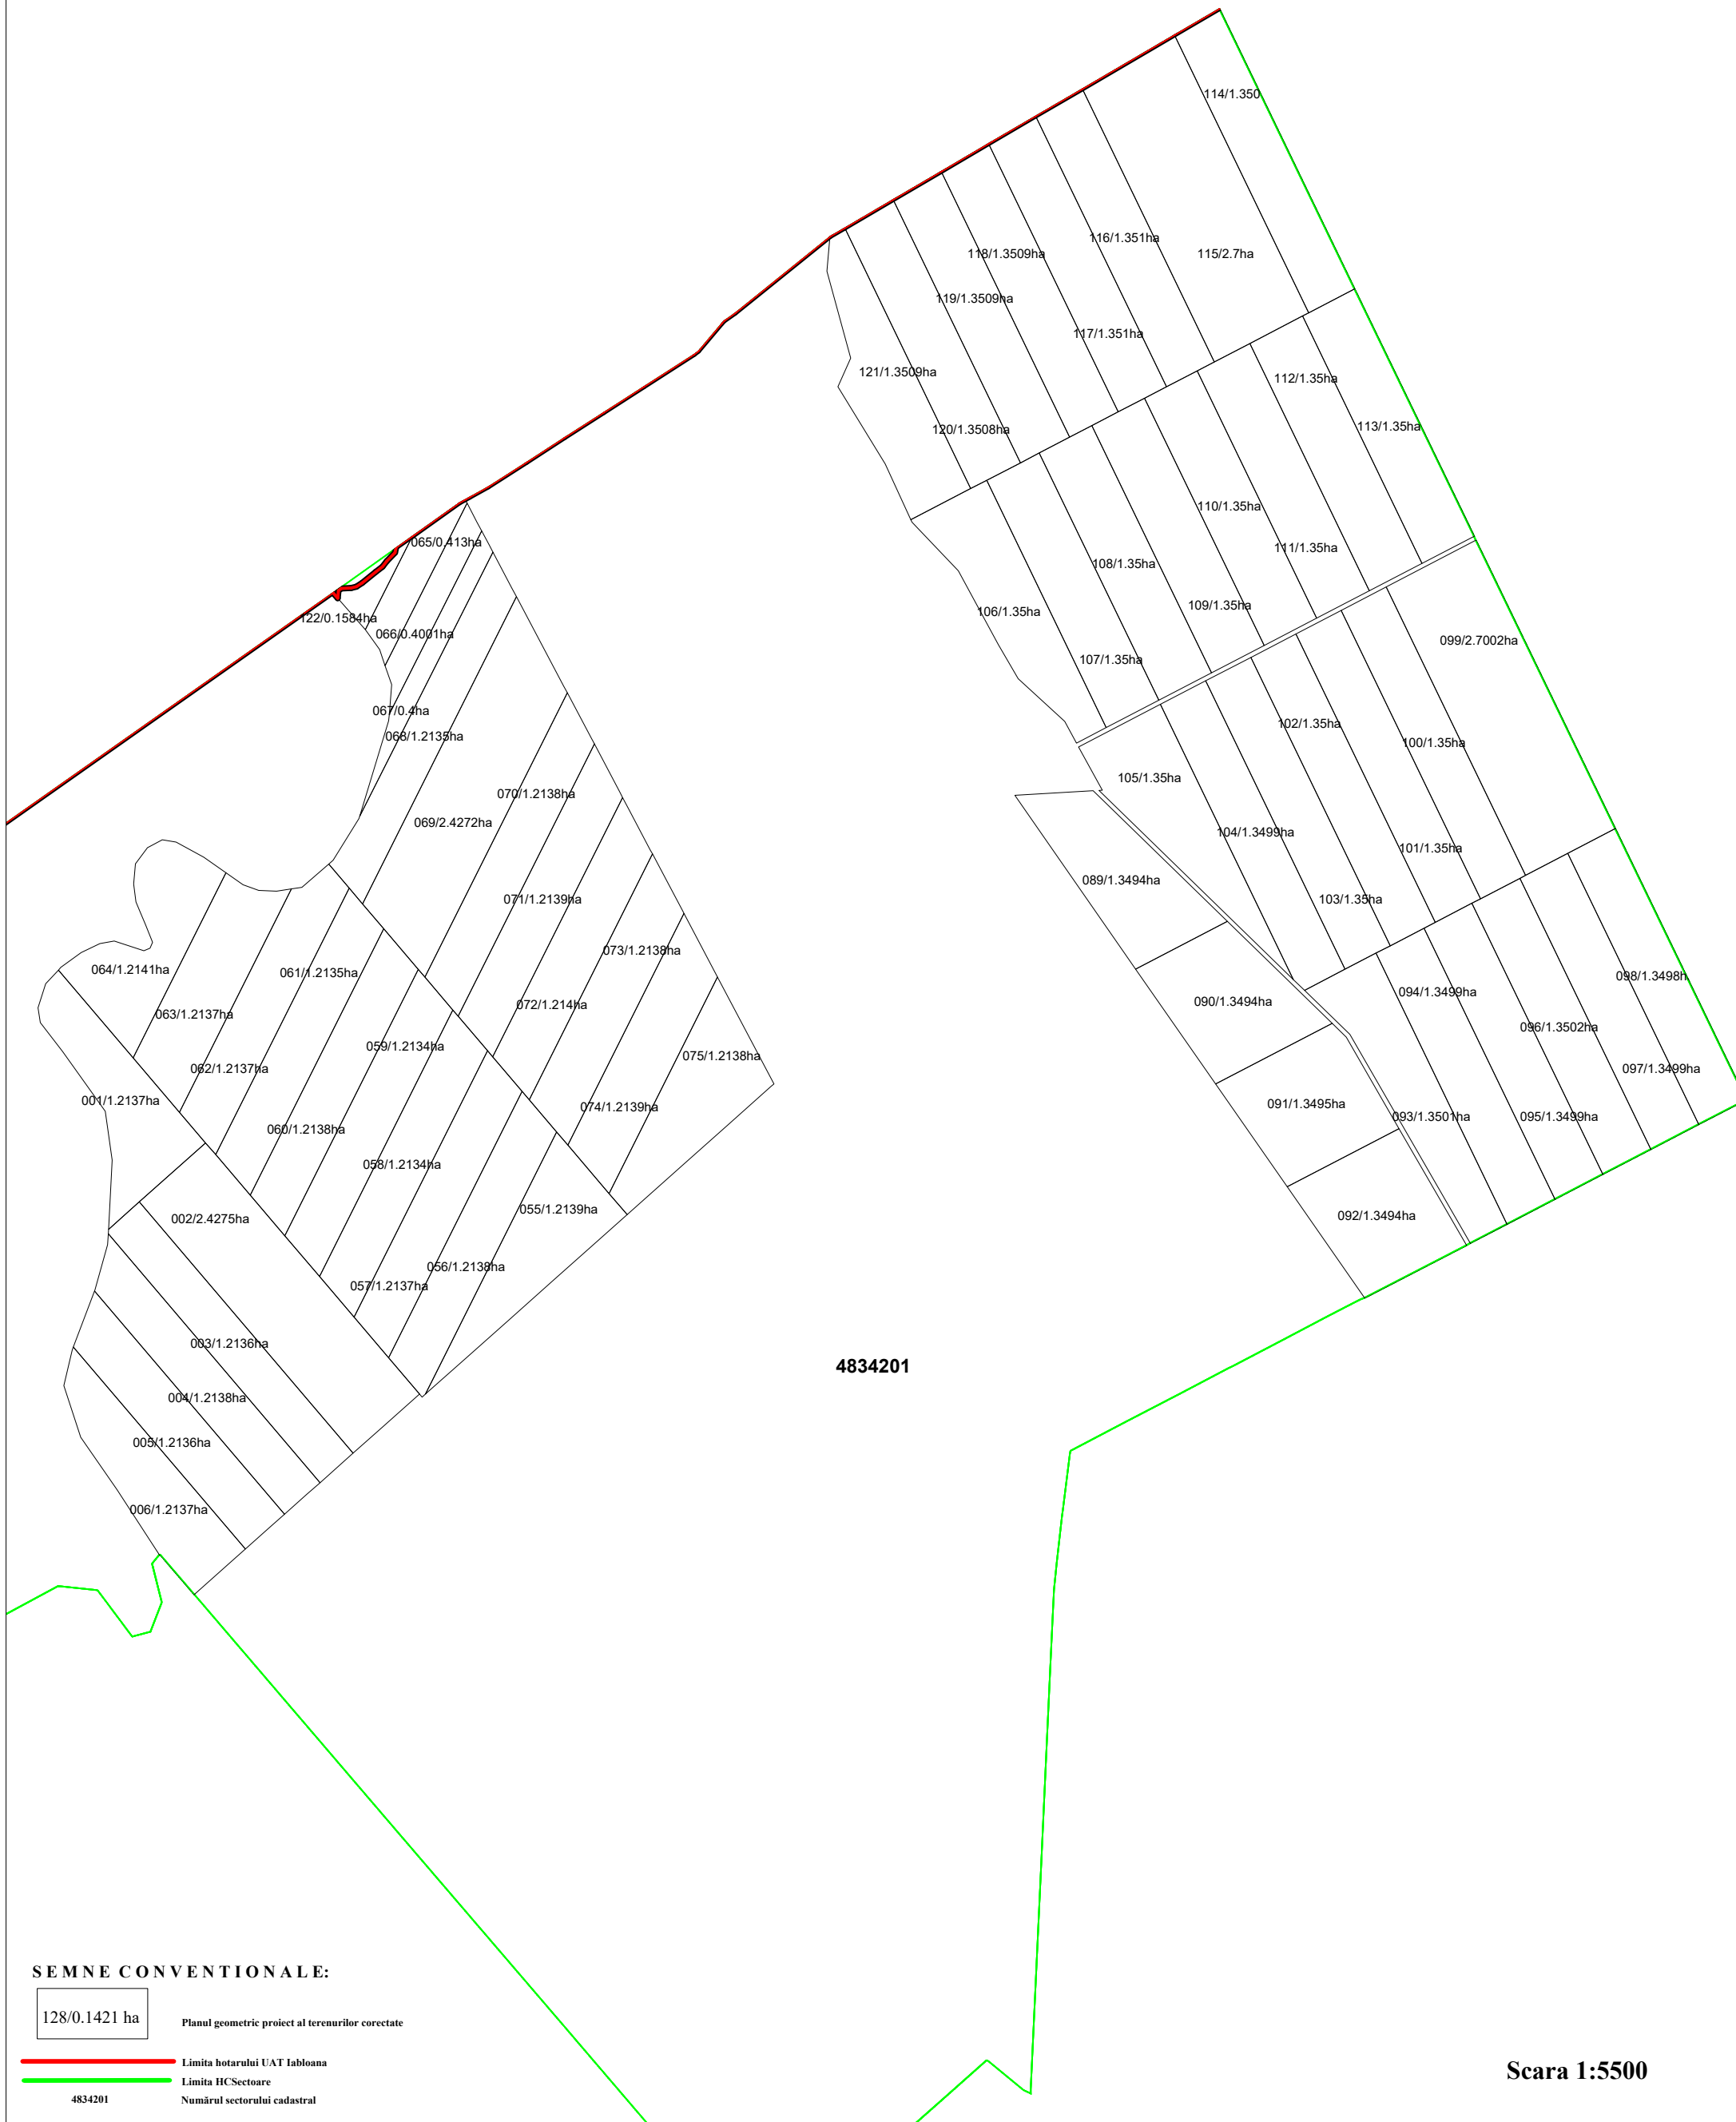 114/1.350
116/1.351ha
118/1.3509ha
115/2.7ha
119/1.3509ha
117/1.351ha
121/1.3509ha
112/1.35ha
120/1.3508ha
113/1.35ha
110/1.35ha
065/0.413ha
111/1.35ha
108/1.35ha
109/1.35ha
106/1.35ha
122/0.1584ha
066/0.4001ha
099/2.7002ha
107/1.35ha
067/0.4ha
102/1.35ha
068/1.2135ha
100/1.35ha
105/1.35ha
070/1.2138ha
069/2.4272ha
104/1.3499ha
101/1.35ha
089/1.3494ha
071/1.2139ha
103/1.35ha
073/1.2138ha
064/1.2141ha
061/1.2135ha
098/1.3498h
094/1.3499ha
090/1.3494ha
072/1.214ha
063/1.2137ha
096/1.3502ha
059/1.2134ha
075/1.2138ha
062/1.2137ha
097/1.3499ha
001/1.2137ha
074/1.2139ha
091/1.3495ha
093/1.3501ha
095/1.3499ha
060/1.2138ha
058/1.2134ha
055/1.2139ha
092/1.3494ha
002/2.4275ha
056/1.2138ha
057/1.2137ha
003/1.2136ha
4834201
004/1.2138ha
005/1.2136ha
006/1.2137ha
SEMNE CONVENTIONALE:
128/0.1421 ha
Planul geometric proiect al terenurilor corectate
Limita hotarului UAT Iabloana
Limita HCSectoare
4834201 Numărul sectorului cadastral
Scara 1:5500